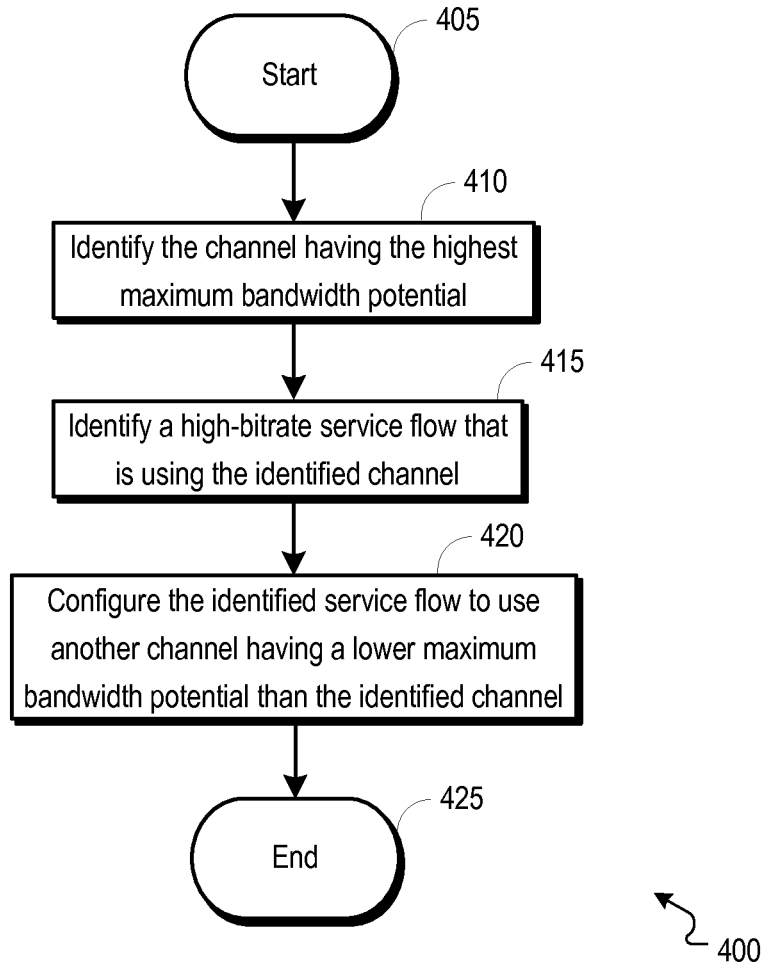 405
Start
410
Identify the channel having the highest
maximum bandwidth potential
415
Identify a high-bitrate service flow that
is using the identified channel
420
Configure the identified service flow to use
another channel having a lower maximum
bandwidth potential than the identified channel
425
End
400